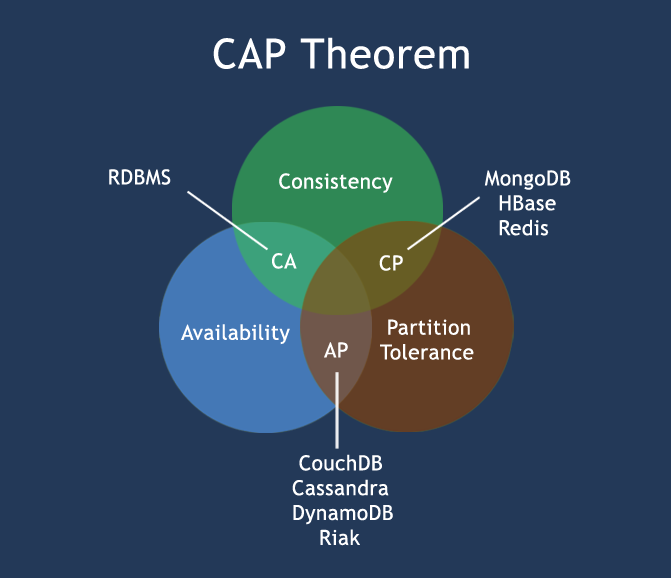 CAP Theorem
Consistency
RDBMS
MongoDB
HBase
Redis
CA
CP
Availability
Partition
Tolerance
AP
CouchDB
Cassandra
DynamoDB
Riak